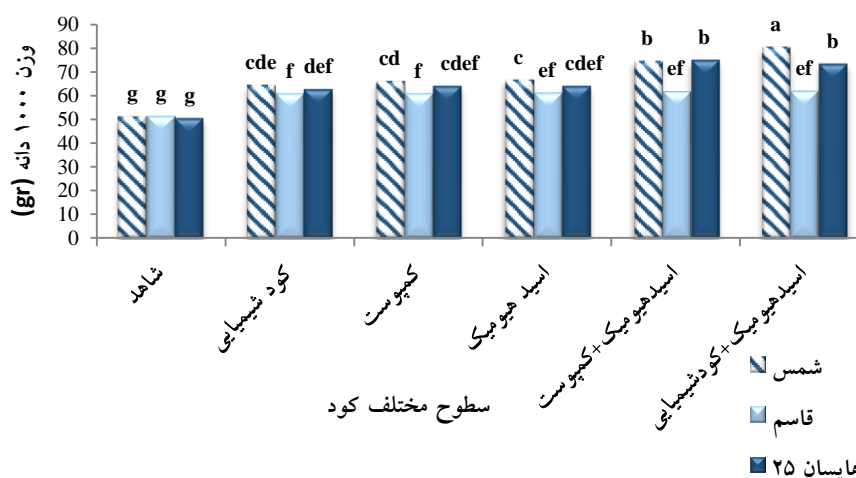 وزن ۱۰۰۰ دانه (gr)
90
80
70
60
50
40
30
20
10
0
g g g
cde f def
cd f cdef
c ef cdef
b ef b
a ef b
شاهد
کود شیمیایی
کمپوست
اسید هیومیک
اسیدهیومیک+کمپوست
اسیدهیومیک+کودشیمیایی
سطوح مختلف کود
شمس
قاسم
هایسان ۲۵